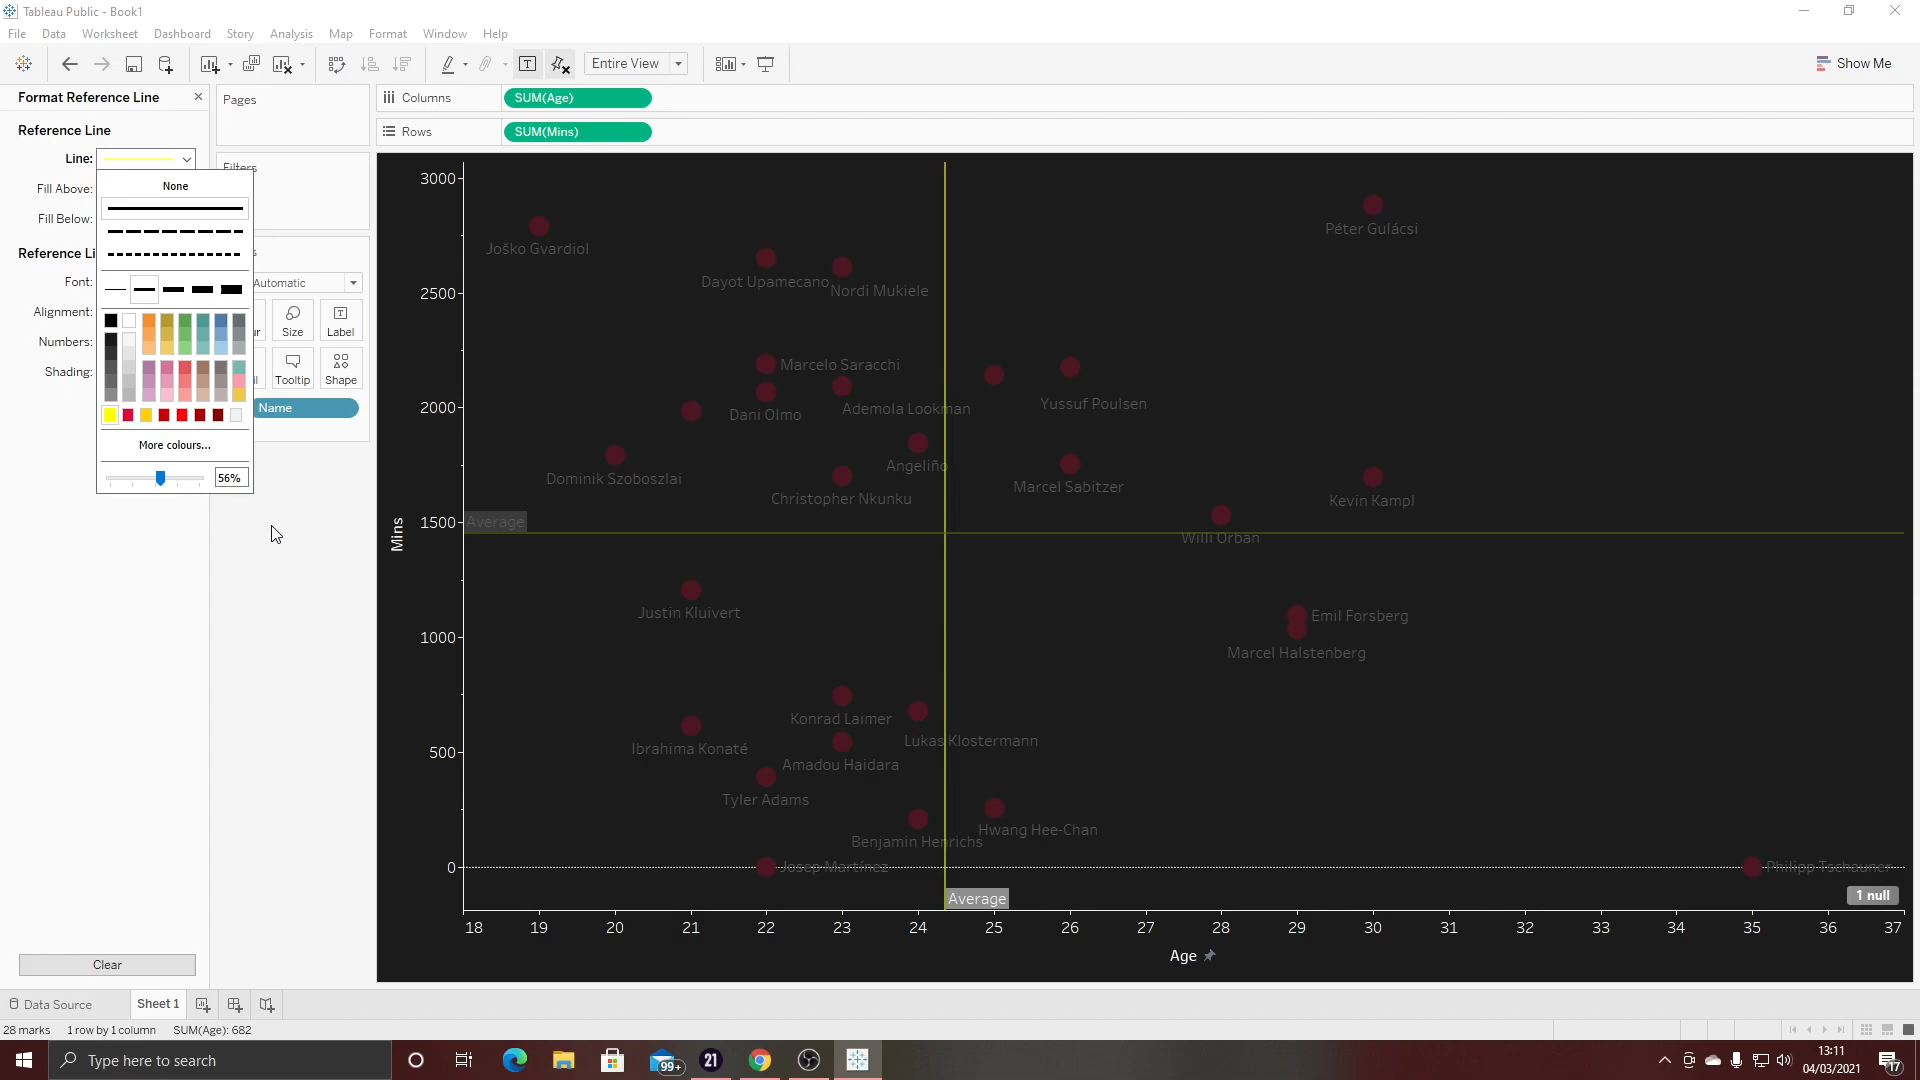 Tableau Public - Book1
File Data Worksheet Dashboard Story Analysis Map Format Window Help
Entire View
Show Me
Format Reference Line
Pages
Columns
SUM(Age)
Reference Line
Rows
SUM(Mins)
Line:
Filters
None
Fill Above:
Fill Below:
Font:
Automatic
Alignment:
Size
Label
Numbers:
Shading:
Tooltip
Shape
Name
More colours...
56%
Clear
3000
2500
2000
1500
1000
500
0
Mins
Joško Gvardiol
Péter Gulácsi
Dayot Upamecano
Nordi Mukiele
Marcelo Saracchi
Ademola Lookman
Yussuf Poulsen
Dani Olmo
Angeliño
Dominik Szoboszlai
Marcel Sabitzer
Christopher Nkunku
Kevin Kampl
Average
Willi Orban
Justin Kluivert
Emil Forsberg
Marcel Halstenberg
Konrad Laimer
Lukas Klostermann
Ibrahima Konaté
Amadou Haidara
Tyler Adams
Hwang Hee-Chan
Benjamin Henrichs
Josep Martínez
Philipp Tschauner
Average
1 null
18 19 20 21 22 23 24 25 26 27 28 29 30 31 32 33 34 35 36 37
Age
Data Source
Sheet 1
28 marks 1 row by 1 column SUM(Age): 682
Type here to search
99+
21
13:11
04/03/2021
17